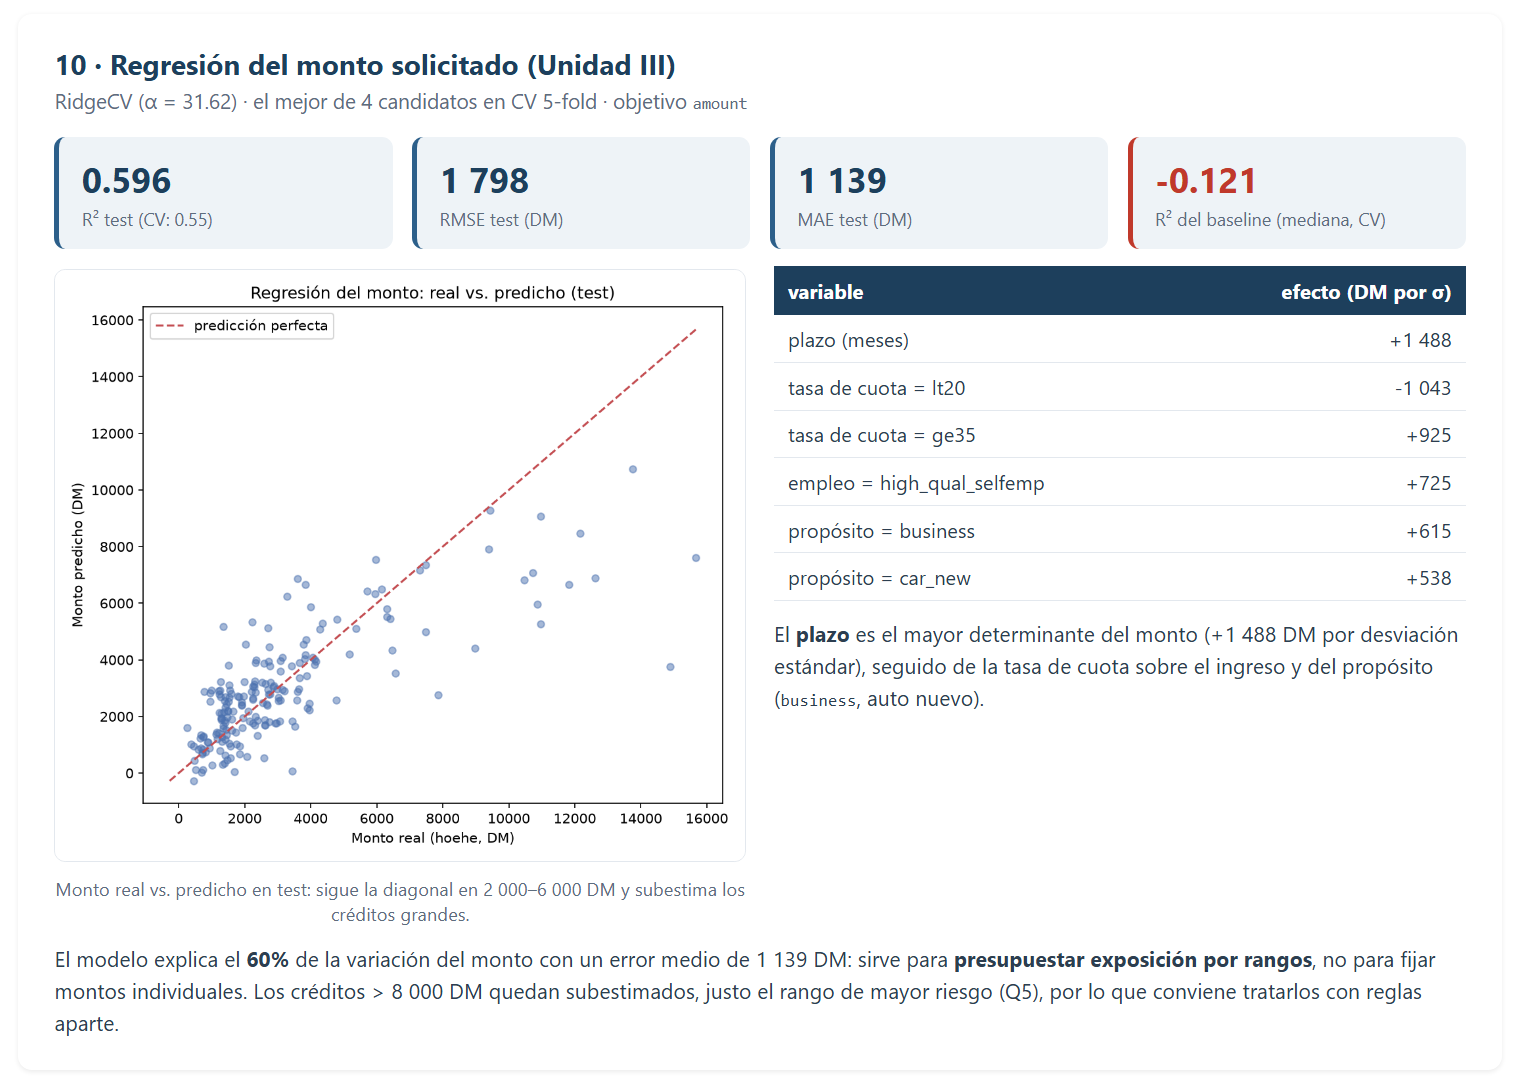 10 · Regresión del monto solicitado (Unidad III)
RidgeCV (α = 31.62) · el mejor de 4 candidatos en CV 5-fold · objetivo amount
0.596
R² test (CV: 0.55)
1 798
RMSE test (DM)
1 139
MAE test (DM)
-0.121
R² del baseline (mediana, CV)
Regresión del monto: real vs. predicho (test)
predicción perfecta
16000
14000
12000
10000
8000
6000
4000
2000
0
Monto predicho (DM)
0 2000 4000 6000 8000 10000 12000 14000 16000
Monto real (hoehe, DM)
Monto real vs. predicho en test: sigue la diagonal en 2 000–6 000 DM y subestima los
créditos grandes.
variable efecto (DM por σ)
plazo (meses) +1 488
tasa de cuota = lt20 -1 043
tasa de cuota = ge35 +925
empleo = high_qual_selfemp +725
propósito = business +615
propósito = car_new +538
El plazo es el mayor determinante del monto (+1 488 DM por desviación
estándar), seguido de la tasa de cuota sobre el ingreso y del propósito
(business, auto nuevo).
El modelo explica el 60% de la variación del monto con un error medio de 1 139 DM: sirve para presupuestar exposición por rangos, no para fijar
montos individuales. Los créditos > 8 000 DM quedan subestimados, justo el rango de mayor riesgo (Q5), por lo que conviene tratarlos con reglas
aparte.